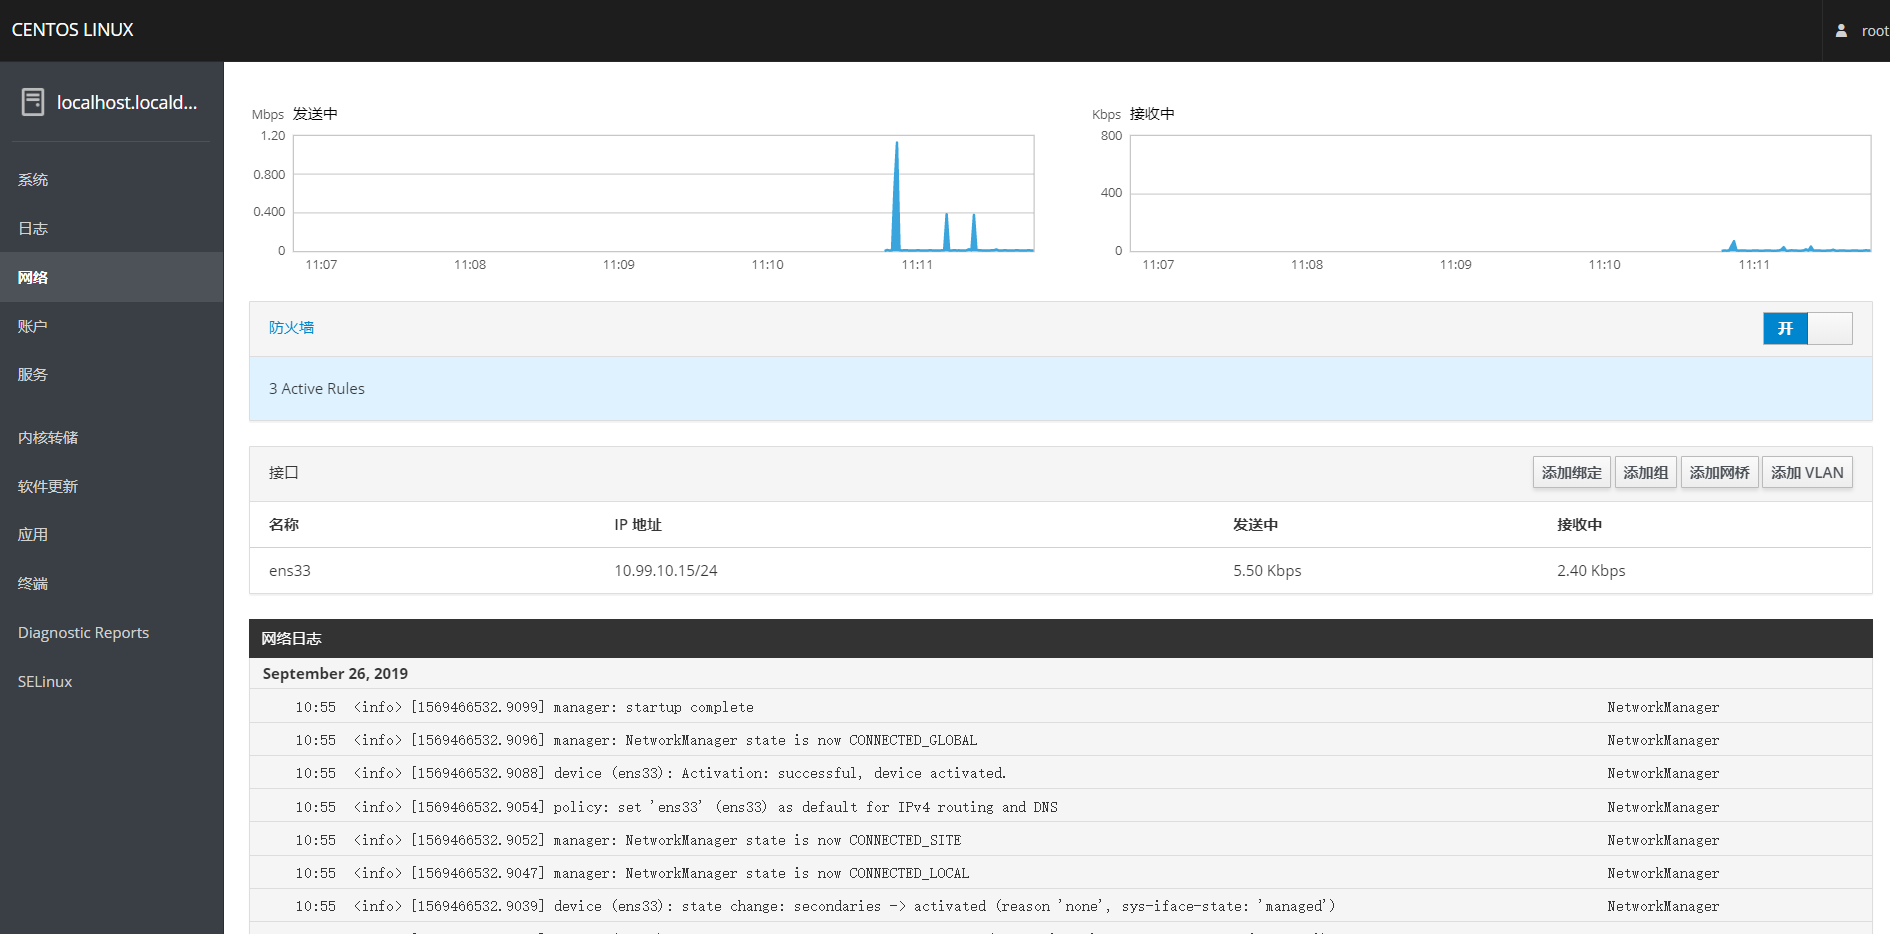 CENTOS LINUX
root
localhost.locald...
系统
日志
网络
账户
服务
内核转储
软件更新
应用
终端
Diagnostic Reports
SELinux
Mbps 发送中
1.20
0.800
0.400
0
11:07 11:08 11:09 11:10 11:11
Kbps 接收中
800
400
0
11:07 11:08 11:09 11:10 11:11
防火墙 开
3 Active Rules
接口 添加绑定 添加组 添加网桥 添加 VLAN
名称 IP 地址 发送中 接收中
ens33 10.99.10.15/24 5.50 Kbps 2.40 Kbps
网络日志
September 26, 2019
10:55 <info> [1569466532.9099] manager: startup complete NetworkManager
10:55 <info> [1569466532.9096] manager: NetworkManager state is now CONNECTED_GLOBAL NetworkManager
10:55 <info> [1569466532.9088] device (ens33): Activation: successful, device activated. NetworkManager
10:55 <info> [1569466532.9054] policy: set 'ens33' (ens33) as default for IPv4 routing and DNS NetworkManager
10:55 <info> [1569466532.9052] manager: NetworkManager state is now CONNECTED_SITE NetworkManager
10:55 <info> [1569466532.9047] manager: NetworkManager state is now CONNECTED_LOCAL NetworkManager
10:55 <info> [1569466532.9039] device (ens33): state change: secondaries -> activated (reason 'none', sys-iface-state: 'managed') NetworkManager